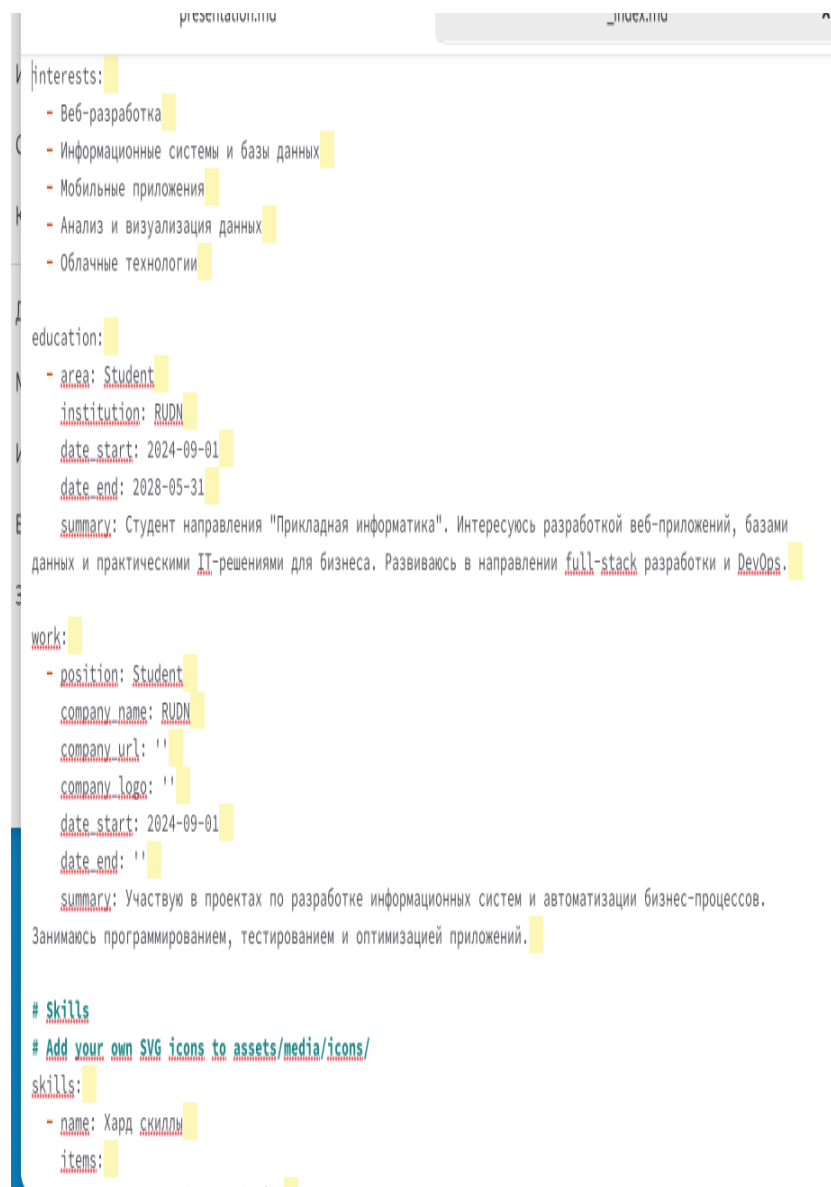 presentation.md
_index.md
interests:
- Веб-разработка
- Информационные системы и базы данных
- Мобильные приложения
- Анализ и визуализация данных
- Облачные технологии
education:
- area: Student
institution: RUDN
date_start: 2024-09-01
date_end: 2028-05-31
summary: Студент направления "Прикладная информатика". Интересуюсь разработкой веб-приложений, базами
данных и практическими IT-решениями для бизнеса. Развиваюсь в направлении full-stack разработки и DevOps.
work:
- position: Student
company_name: RUDN
company_url: ''
company_logo: ''
date_start: 2024-09-01
date_end: ''
summary: Участвую в проектах по разработке информационных систем и автоматизации бизнес-процессов.
Занимаюсь программированием, тестированием и оптимизацией приложений.
# Skills
# Add your own SVG icons to assets/media/icons/
skills:
- name: Хард скиллы
items: